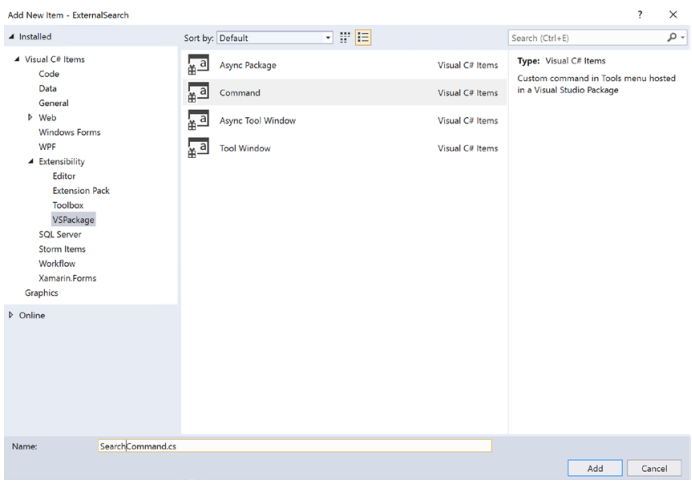 Add New Item - ExternalSearch
? X
Installed
Sort by: Default
Search (Ctrl+E)
Visual C# Items
Code
Data
General
Web
Windows Forms
WPF
Extensibility
Editor
Extension Pack
Toolbox
VSPackage
SQL Server
Storm Items
Workflow
Xamarin.Forms
Graphics
Online
Async Package Visual C# Items
Command Visual C# Items
Async Tool Window Visual C# Items
Tool Window Visual C# Items
Type: Visual C# Items
Custom command in Tools menu hosted
in a Visual Studio Package
Name: SearchCommand.cs
Add Cancel